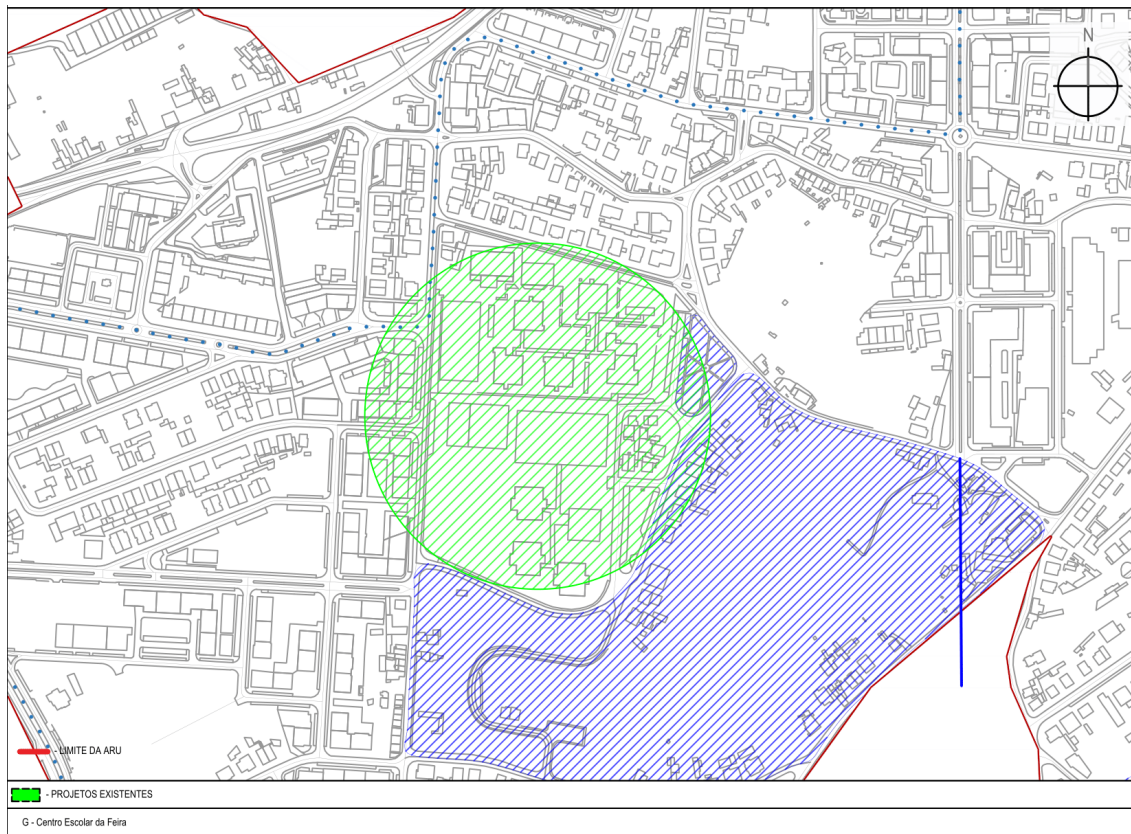 N
- LIMITE DA ARU
- PROJETOS EXISTENTES
G - Centro Escolar da Feira